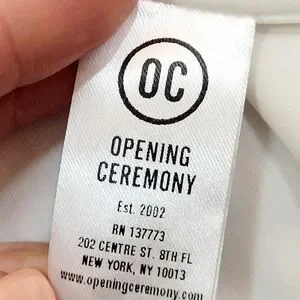 OC
OPENING
CEREMONY
Est. 2002
RN 137773
202 CENTRE ST. 8TH FL
NEW YORK, NY 10013
www.openingceremony.com